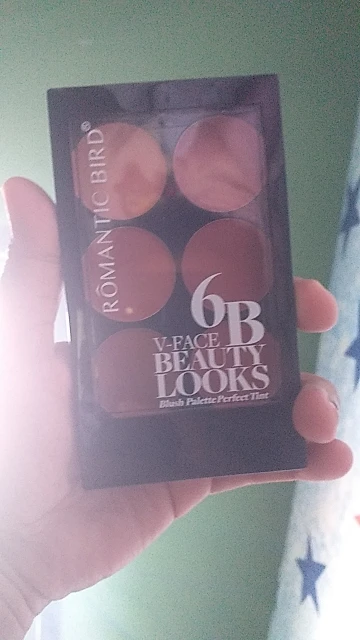 ROMANTIC BIRD®
6B
V-FACE
BEAUTY
LOOKS
Blush Palette Perfect Tint